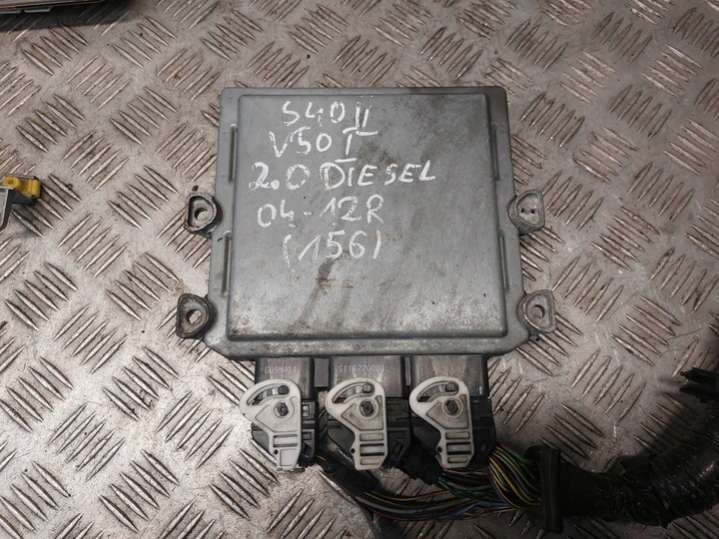 S40 II
V50 I
2.0 DIESEL
04-12R
(156)